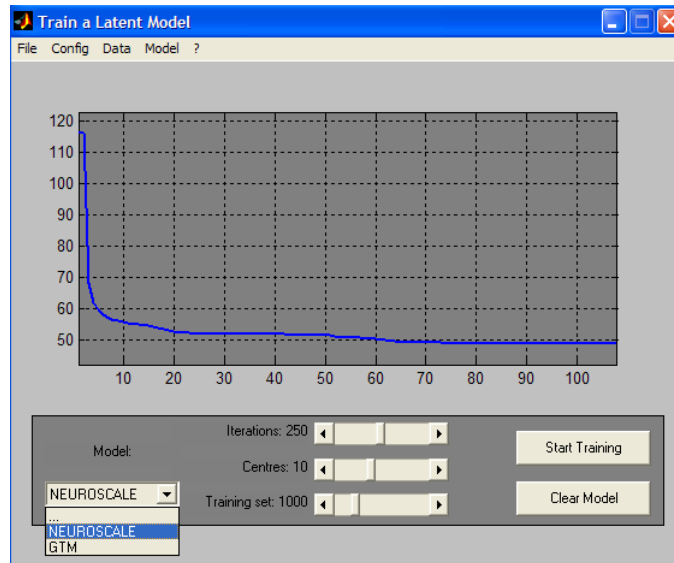 Train a Latent Model
File Config Data Model ?
120
110
100
90
80
70
60
50
10 20 30 40 50 60 70 80 90 100
Model:
NEUROSCALE
...
NEUROSCALE
GTM
Iterations: 250
Centres: 10
Training set: 1000
Start Training
Clear Model